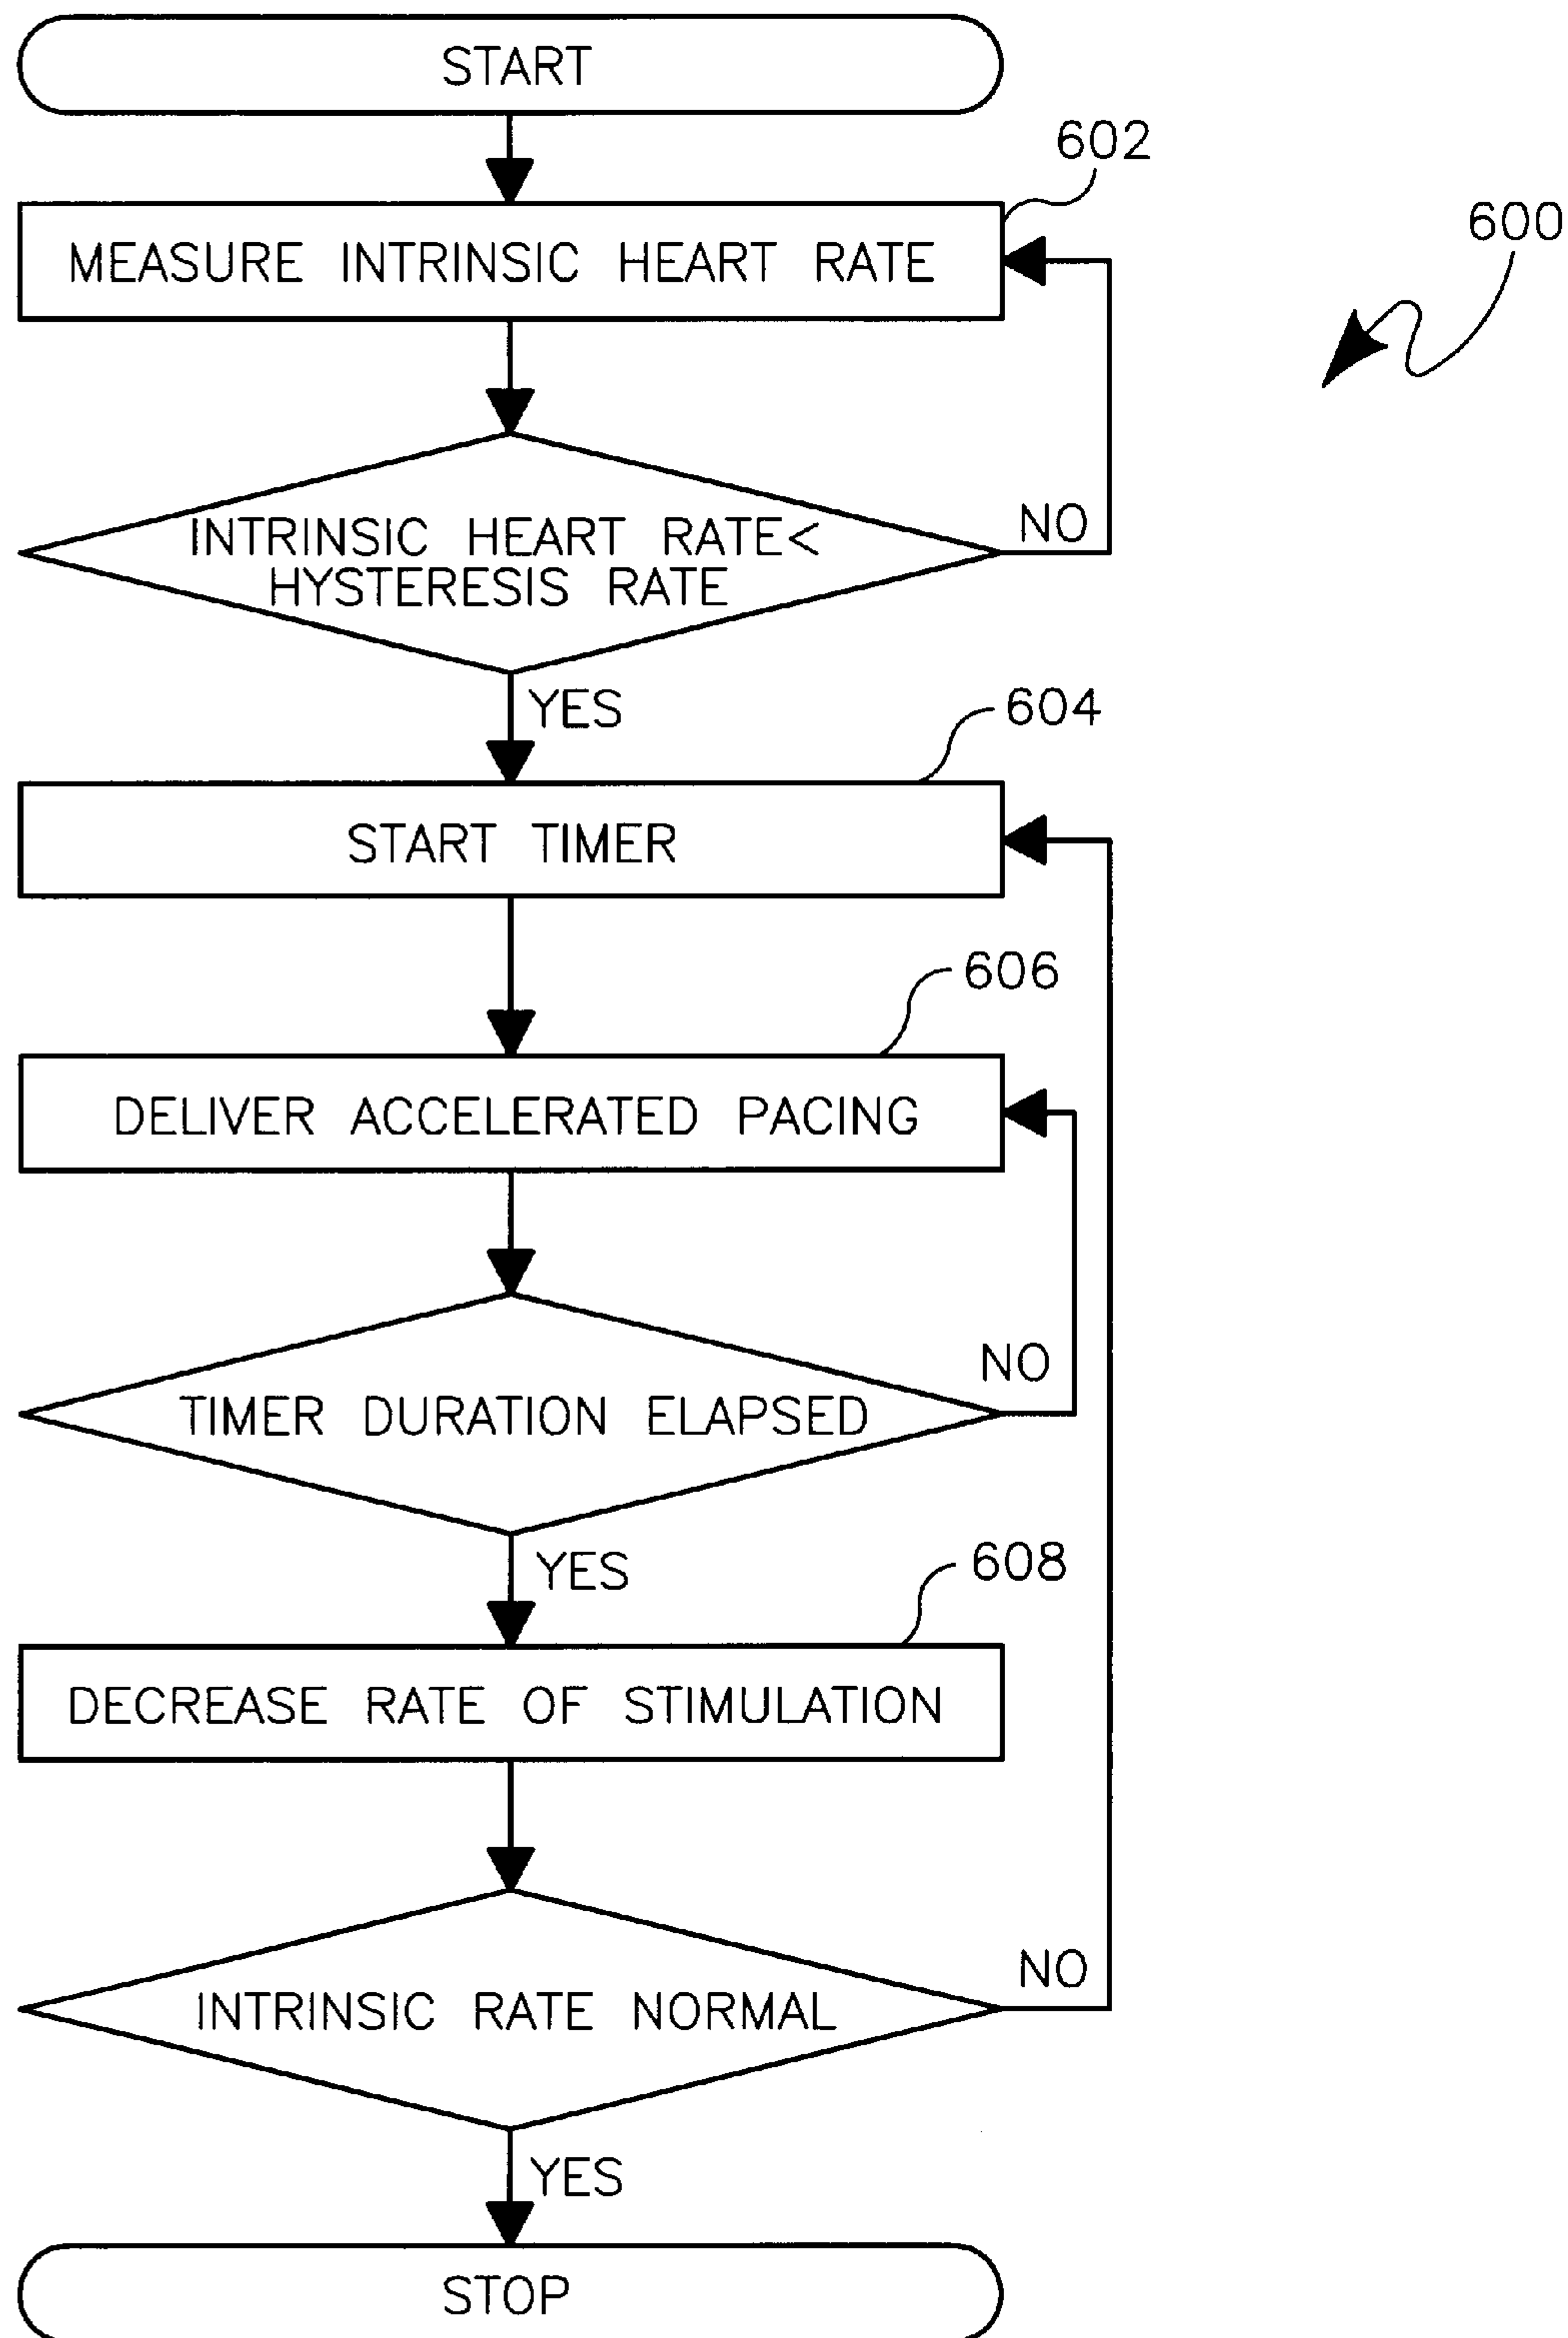 START
602
600
MEASURE INTRINSIC HEART RATE
NO
INTRINSIC HEART RATE<
HYSTERESIS RATE
YES
604
START TIMER
606
DELIVER ACCELERATED PACING
NO
TIMER DURATION ELAPSED
YES
608
DECREASE RATE OF STIMULATION
NO
INTRINSIC RATE NORMAL
YES
STOP